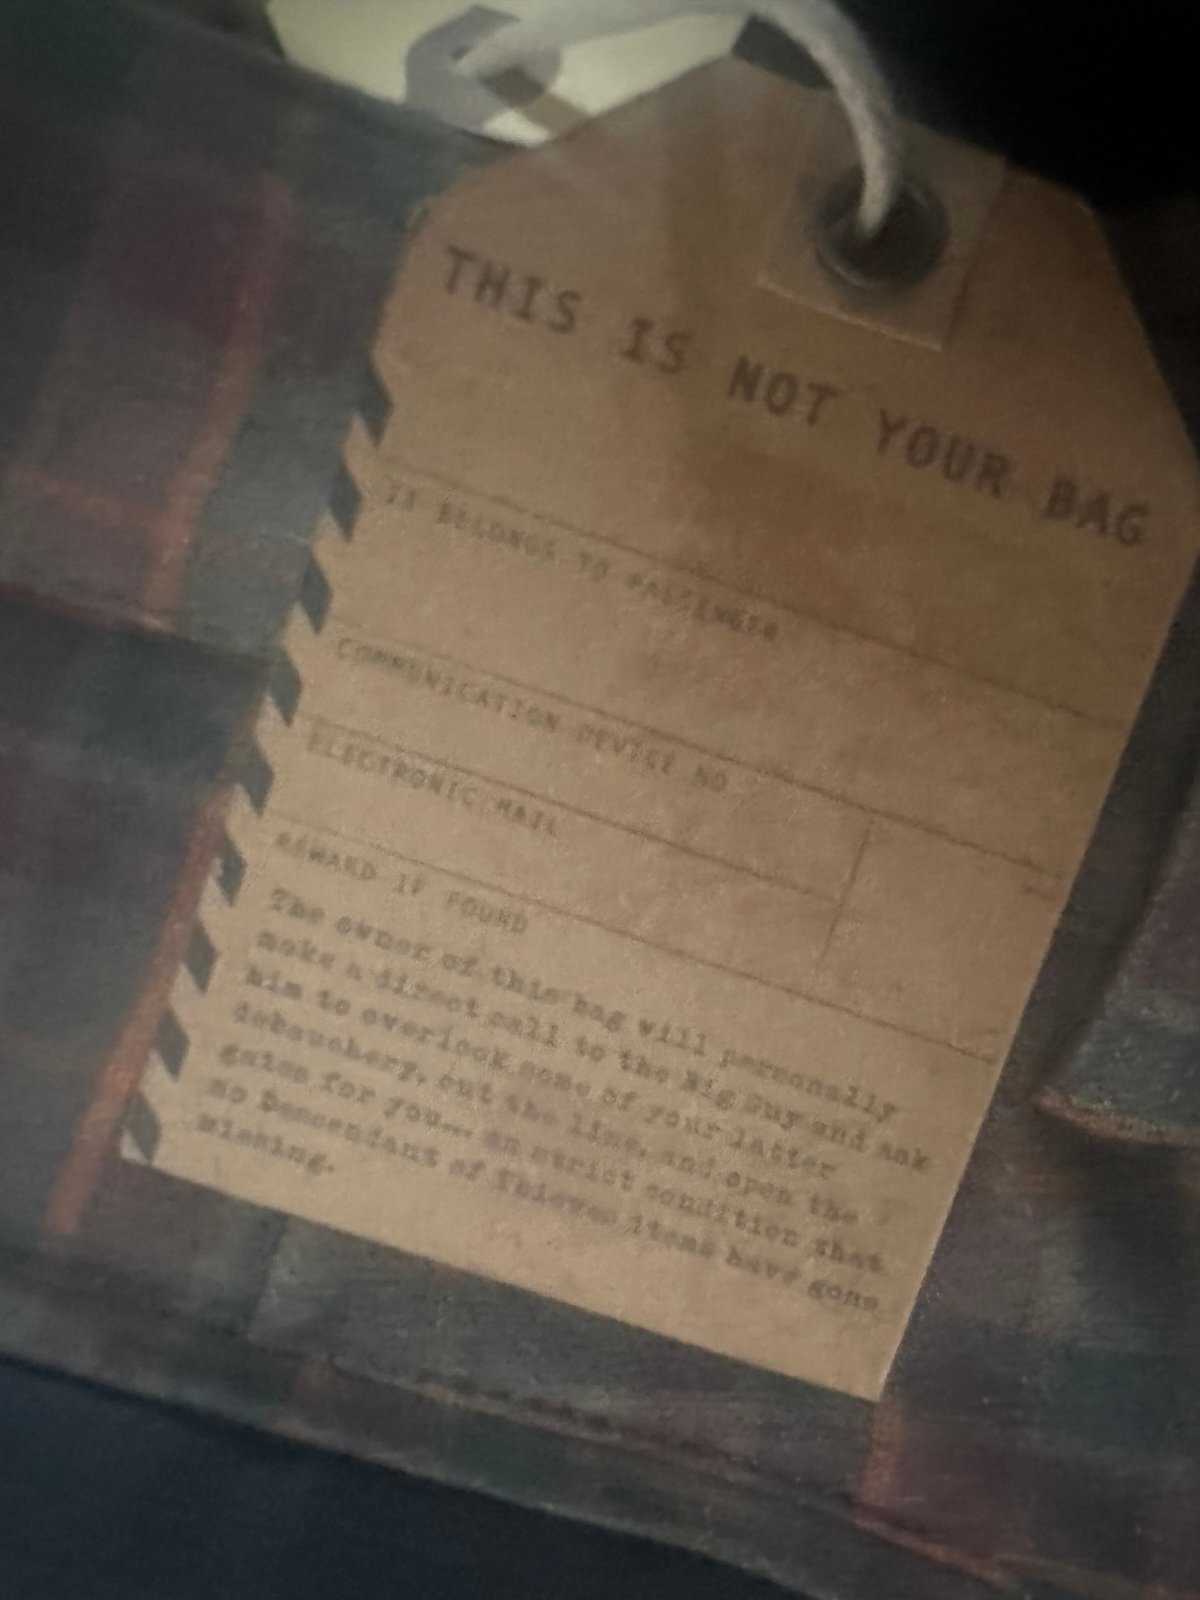 THIS IS NOT YOUR BAG
IT BELONGS TO PASSENGER
COMMUNICATION DEVICE NO
ELECTRONIC MAIL
REWARD IF FOUND
The owner of this bag will personally
make a direct call to the Big Guy and ask
him to overlook some of your latter
debauchery, cut the line, and open the
gates for you... on strict condition that
no Descendant of Thieves items have gone
missing.